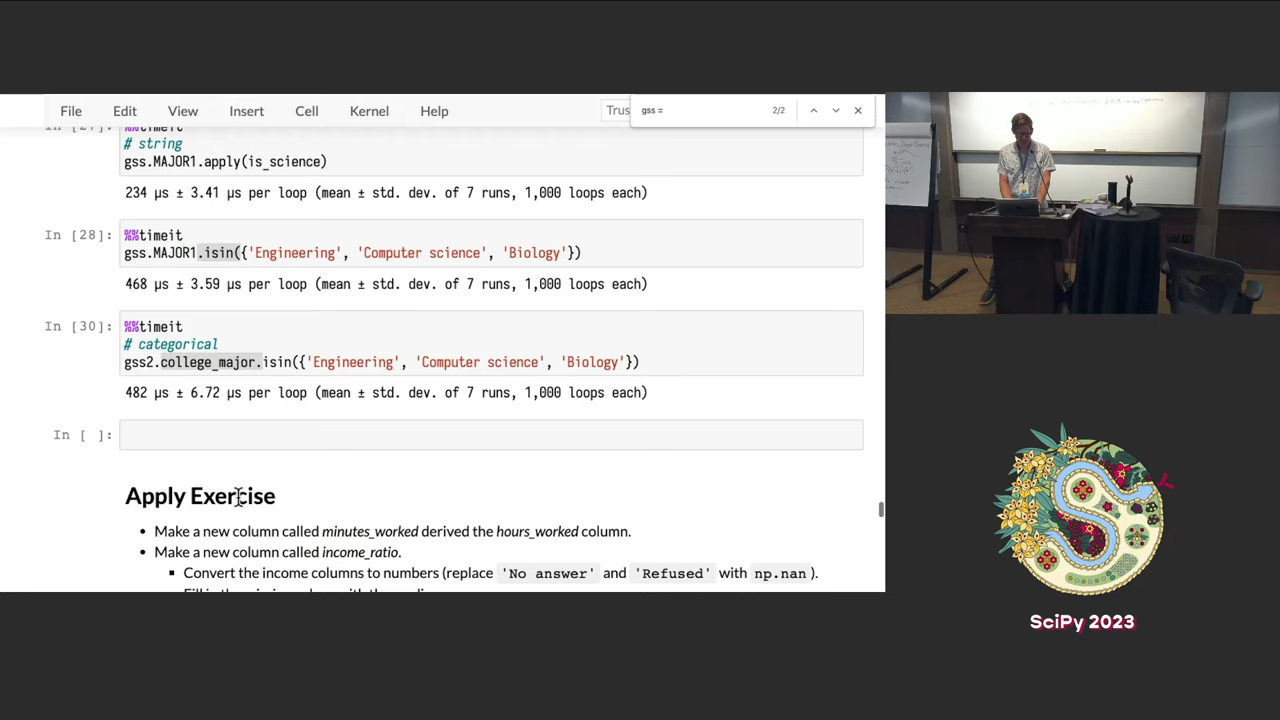 File Edit View Insert Cell Kernel Help
Trus
gss = 2/2
In [27]:
%%timeit
# string
gss.MAJOR1.apply(is_science)
234 µs ± 3.41 µs per loop (mean ± std. dev. of 7 runs, 1,000 loops each)
In [28]:
%%timeit
gss.MAJOR1.isin({'Engineering', 'Computer science', 'Biology'})
468 µs ± 3.59 µs per loop (mean ± std. dev. of 7 runs, 1,000 loops each)
In [30]:
%%timeit
# categorical
gss2.college_major.isin({'Engineering', 'Computer science', 'Biology'})
482 µs ± 6.72 µs per loop (mean ± std. dev. of 7 runs, 1,000 loops each)
In [ ]:
Apply Exercise
• Make a new column called minutes_worked derived the hours_worked column.
• Make a new column called income_ratio.
▪ Convert the income columns to numbers (replace 'No answer' and 'Refused' with np.nan).
SciPy 2023